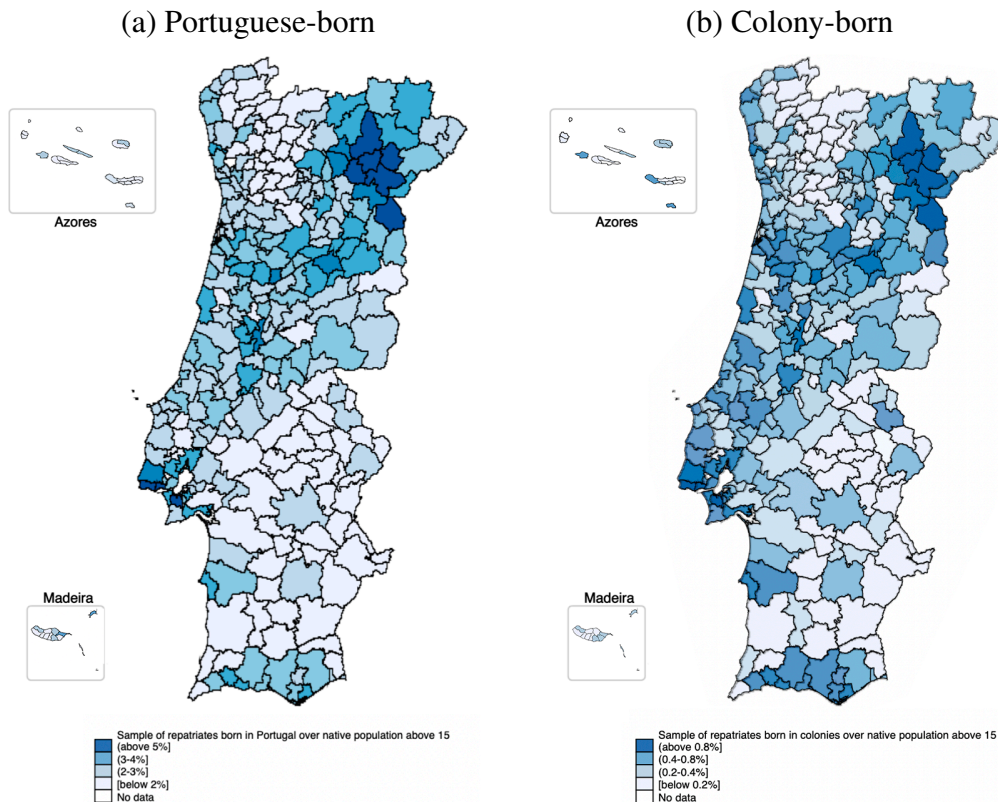 (a) Portuguese-born
(b) Colony-born
Azores
Azores
Madeira
Madeira
Sample of repatriates born in Portugal over native population above 15
(above 5%]
(3-4%]
(2-3%]
[below 2%]
No data
Sample of repatriates born in colonies over native population above 15
(above 0.8%]
(0.4-0.8%]
(0.2-0.4%]
[below 0.2%]
No data